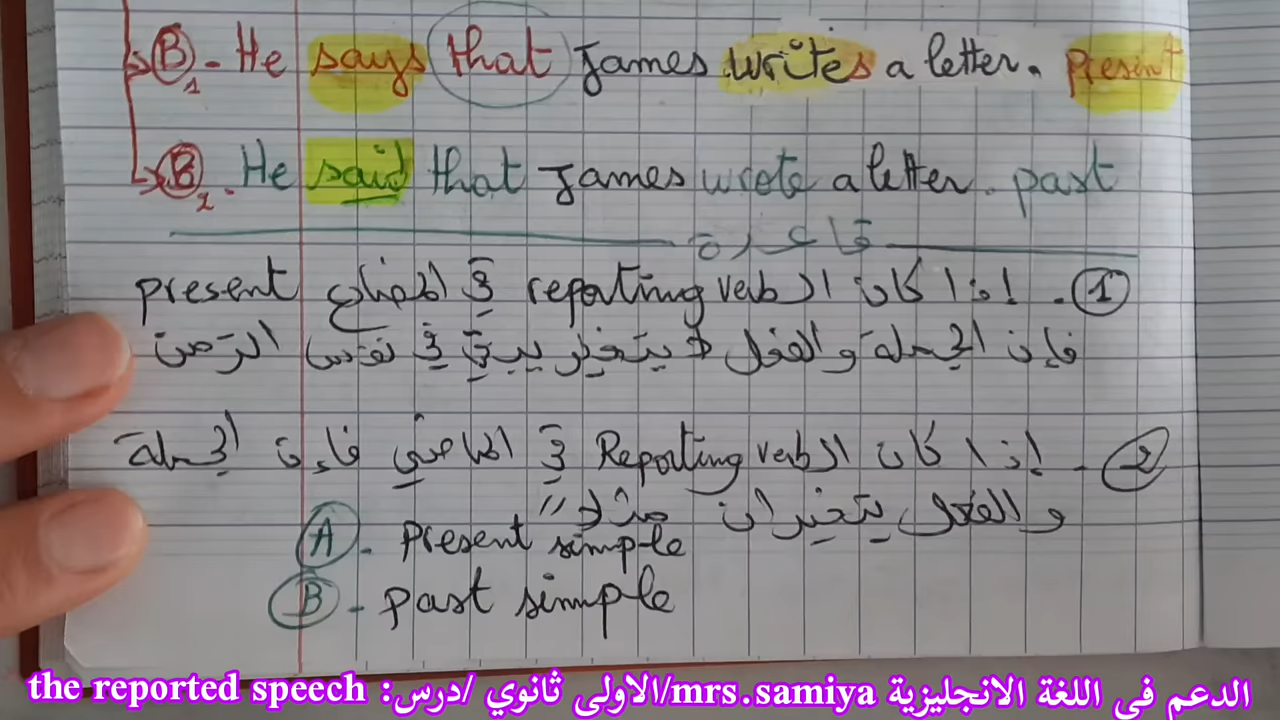 B1 - He says that James writes a letter. Present
B2 - He said that James wrote a letter. past
قاعدة
1 - إذا كان الـ reporting verb في المضارع present
فإن الجملة والفعل لا يتغير يبقى في نفس الزمن
2 - إذا كان الـ Reporting verb في الماضي فإن الجملة
والفعل يتغيران مثلا "
A - present simple
B - past simple
الدعم في اللغة الانجليزية mrs.samiya/الاولى ثانوي /درس: the reported speech